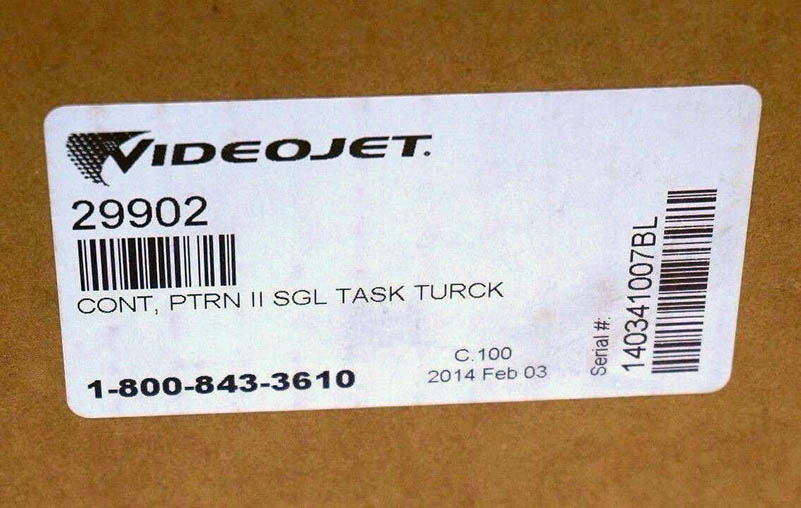 VIDEOJET.
29902
CONT, PTRN II SGL TASK TURCK
1-800-843-3610
C.100
2014 Feb 03
Serial #:
140341007BL